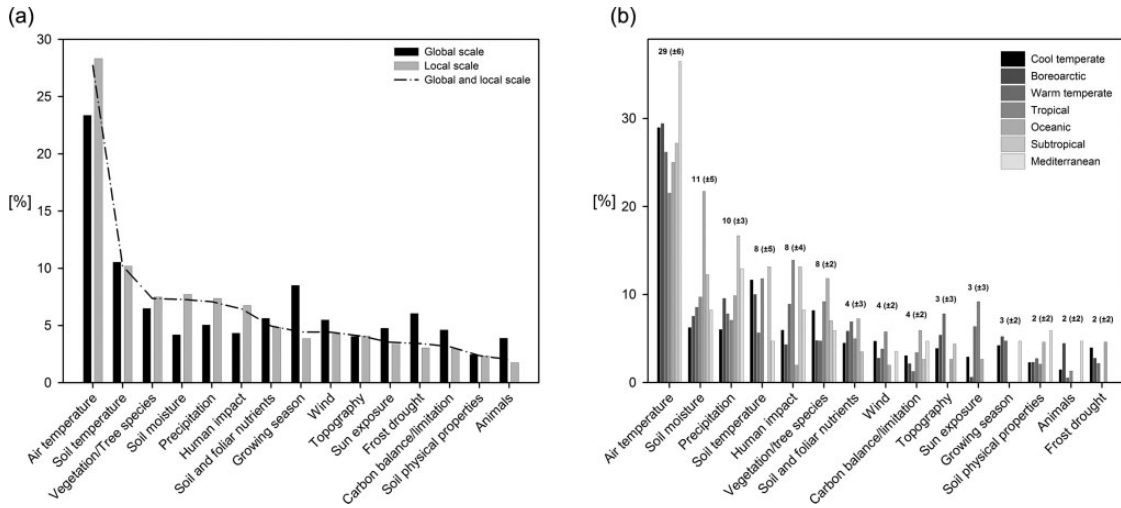 (a)
30
25
20
15
10
5
0
[%]
Global scale
Local scale
Global and local scale
Air temperature
Soil temperature
Vegetation/Tree species
Soil moisture
Precipitation
Human impact
Soil and foliar nutrients
Growing season
Wind
Topography
Sun exposure
Frost drought
Carbon balance/limitation
Soil physical properties
Animals
(b)
30
20
10
0
[%]
Cool temperate
Boreoarctic
Warm temperate
Tropical
Oceanic
Subtropical
Mediterranean
29 (±6)
11 (±5)
10 (±3)
8 (±5)
8 (±4)
8 (±2)
4 (±3)
4 (±2)
4 (±2)
3 (±3)
3 (±3)
3 (±2)
2 (±2)
2 (±2)
2 (±2)
Air temperature
Soil moisture
Precipitation
Soil temperature
Human impact
Vegetation/tree species
Soil and foliar nutrients
Wind
Carbon balance/limitation
Topography
Sun exposure
Growing season
Soil physical properties
Animals
Frost drought